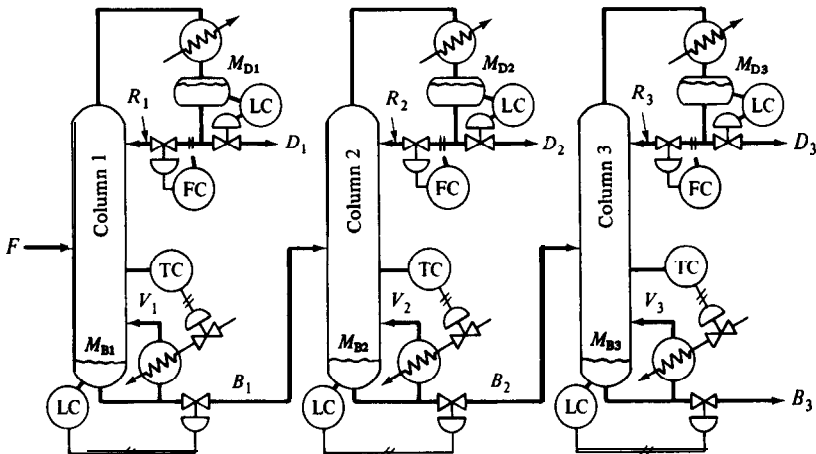 M_D1
LC
R_1
D_1
FC
Column 1
F
TC
V_1
M_B1
LC
B_1
M_D2
LC
R_2
D_2
FC
Column 2
TC
V_2
M_B2
LC
B_2
M_D3
LC
R_3
D_3
FC
Column 3
TC
V_3
M_B3
LC
B_3